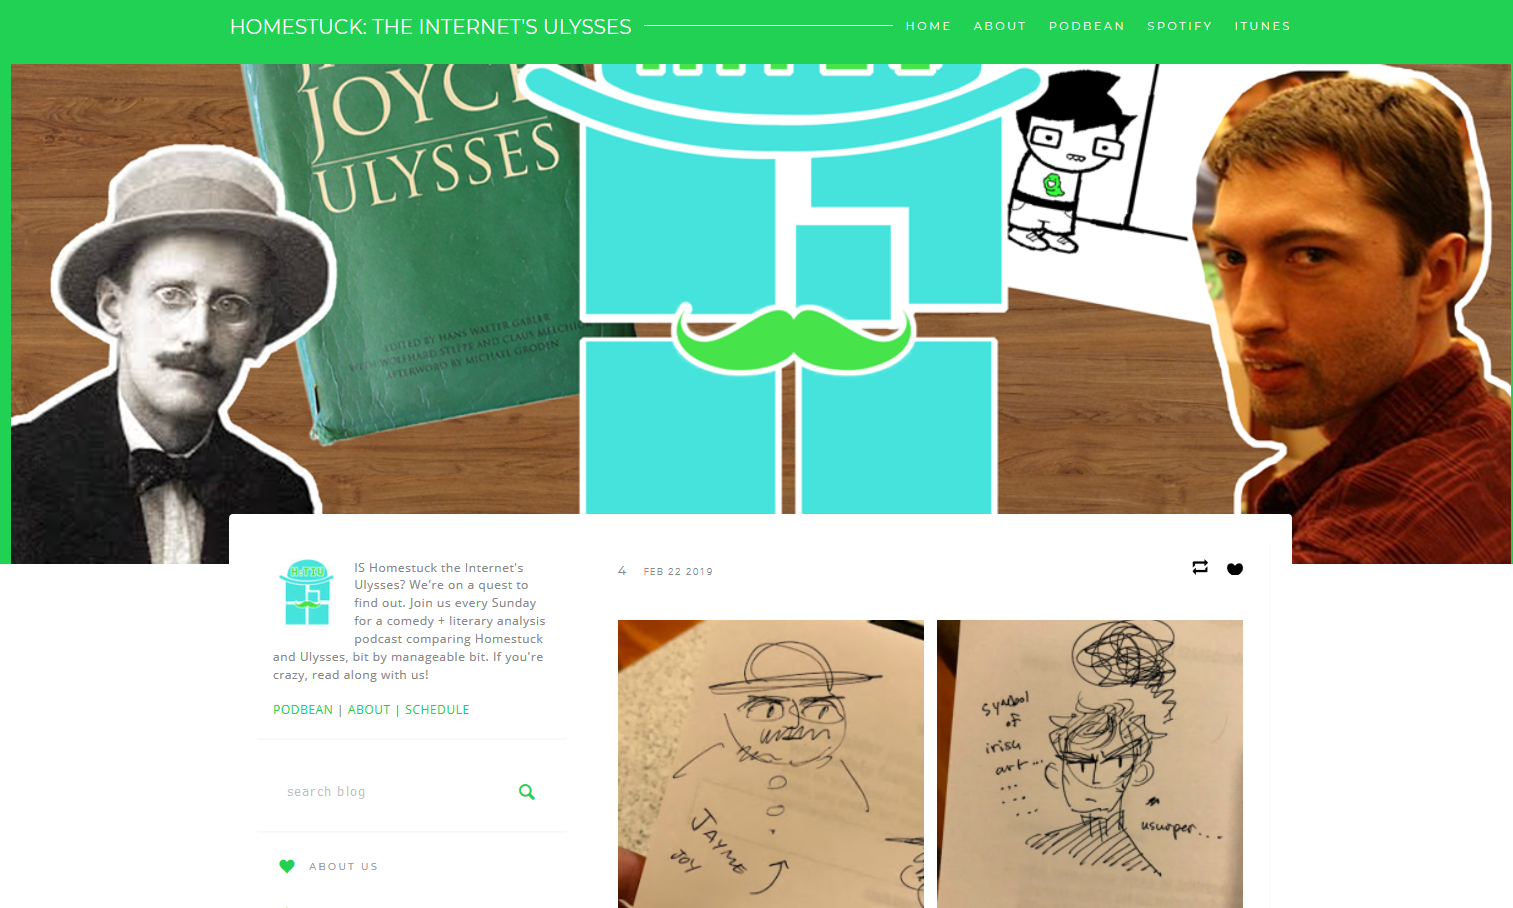 HOMESTUCK: THE INTERNET'S ULYSSES
HOME ABOUT PODBEAN SPOTIFY ITUNES
JOYCE
ULYSSES
EDITED BY HANS WALTER GABLER
WITH WOLFHARD STEPPE AND CLAUS MELCHIO
AFTERWORD BY MICHAEL GRODEN
H:TIU
IS Homestuck the Internet's
Ulysses? We're on a quest to
find out. Join us every Sunday
for a comedy + literary analysis
podcast comparing Homestuck
and Ulysses, bit by manageable bit. If you're
crazy, read along with us!
PODBEAN | ABOUT | SCHEDULE
search blog
ABOUT US
4 FEB 22 2019
JAYME
JOY
symbol
of
irish
art...
....
usurper...